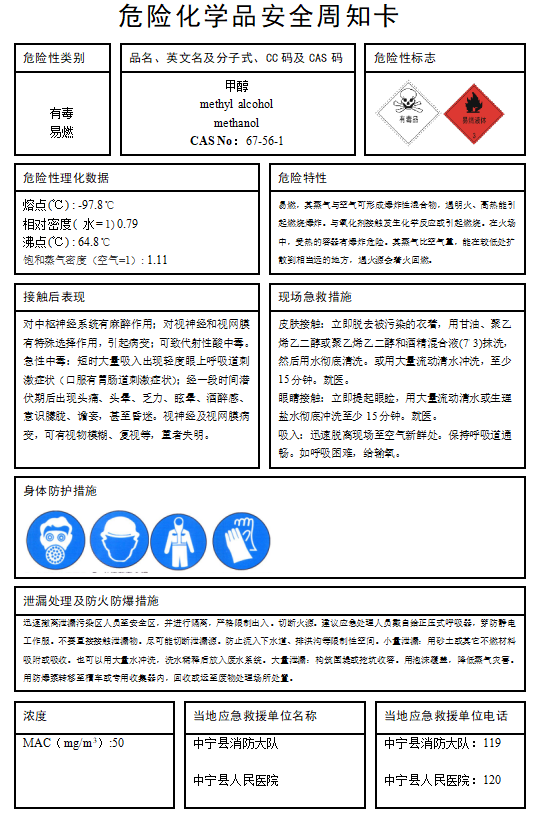 危险化学品安全周知卡
危险性类别
有毒
易燃
品名、英文名及分子式、CC 码及 CAS 码
甲醇
methyl alcohol
methanol
CAS No：67-56-1
危险性标志
有毒品
易燃液体
3
危险性理化数据
熔点(℃) : -97.8℃
相对密度( 水= 1) 0.79
沸点(℃) : 64.8℃
饱和蒸气密度（空气=1）: 1.11
危险特性
易燃，其蒸气与空气可形成爆炸性混合物，遇明火、高热能引
起燃烧爆炸。与氧化剂接触发生化学反应或引起燃烧。在火场
中，受热的容器有爆炸危险。其蒸气比空气重，能在较低处扩
散到相当远的地方，遇火源会着火回燃。
接触后表现
对中枢神经系统有麻醉作用；对视神经和视网膜
有特殊选择作用，引起病变；可致代谢性酸中毒。
急性中毒：短时大量吸入出现轻度眼上呼吸道刺
激症状（口服有胃肠道刺激症状）；经一段时间潜
伏期后出现头痛、头晕、乏力、眩晕、酒醉感、
意识朦胧、谵妄，甚至昏迷。视神经及视网膜病
变，可有视物模糊、复视等，重者失明。
现场急救措施
皮肤接触：立即脱去被污染的衣着，用甘油、聚乙
烯乙二醇或聚乙烯乙二醇和酒精混合液(7 3)抹洗，
然后用水彻底清洗。或用大量流动清水冲洗，至少
15 分钟。就医。
眼睛接触：立即提起眼睑，用大量流动清水或生理
盐水彻底冲洗至少 15 分钟。就医。
吸入：迅速脱离现场至空气新鲜处。保持呼吸道通
畅。如呼吸困难，给输氧。
身体防护措施
泄漏处理及防火防爆措施
迅速撤离泄漏污染区人员至安全区，并进行隔离，严格限制出入。切断火源。建议应急处理人员戴自给正压式呼吸器，穿防静电
工作服。不要直接接触泄漏物。尽可能切断泄漏源。防止流入下水道、排洪沟等限制性空间。小量泄漏：用砂土或其它不燃材料
吸附或吸收。也可以用大量水冲洗，洗水稀释后放入废水系统。大量泄漏：构筑围堤或挖坑收容。用泡沫覆盖，降低蒸气灾害。
用防爆泵转移至槽车或专用收集器内，回收或运至废物处理场所处置。
浓度
MAC（mg/m³）:50
当地应急救援单位名称
中宁县消防大队
中宁县人民医院
当地应急救援单位电话
中宁县消防大队：119
中宁县人民医院：120